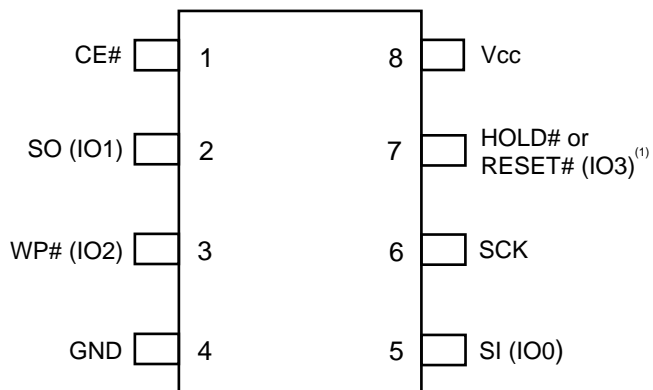 CE# 1 8 Vcc
SO (IO1) 2 7 HOLD# or
RESET# (IO3)(1)
WP# (IO2) 3 6 SCK
GND 4 5 SI (IO0)